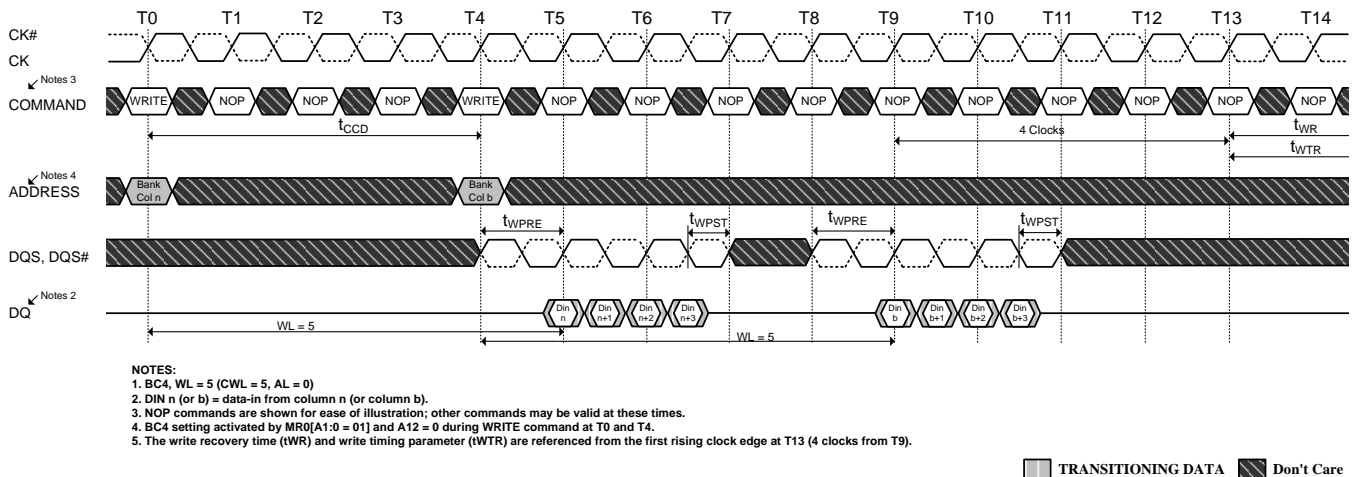 T0 T1 T2 T3 T4 T5 T6 T7 T8 T9 T10 T11 T12 T13 T14
CK#
CK
Notes 3
COMMAND WRITE NOP NOP NOP WRITE NOP NOP NOP NOP NOP NOP NOP NOP NOP NOP
tCCD 4 Clocks tWR
tWTR
Notes 4
ADDRESS Bank Col n Bank Col b
tWPRE tWPST tWPRE tWPST
DQS, DQS#
Notes 2
DQ Din n Din n+1 Din n+2 Din n+3 Din b Din b+1 Din b+2 Din b+3
WL = 5 WL = 5
NOTES:
1. BC4, WL = 5 (CWL = 5, AL = 0)
2. DIN n (or b) = data-in from column n (or column b).
3. NOP commands are shown for ease of illustration; other commands may be valid at these times.
4. BC4 setting activated by MR0[A1:0 = 01] and A12 = 0 during WRITE command at T0 and T4.
5. The write recovery time (tWR) and write timing parameter (tWTR) are referenced from the first rising clock edge at T13 (4 clocks from T9).
TRANSITIONING DATA Don't Care